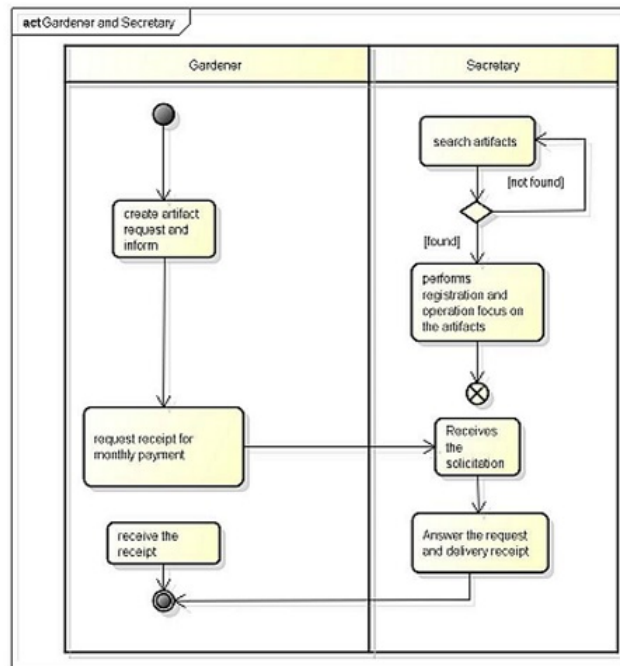 act Gardener and Secretary
Gardener
Secretary
search artifacts
[not found]
create artifact
request and
inform
[found]
performs
registration and
operation focus on
the artifacts
request receipt for
monthly payment
Receives
the
solicitation
receive the
receipt
Answer the request
and delivery receipt